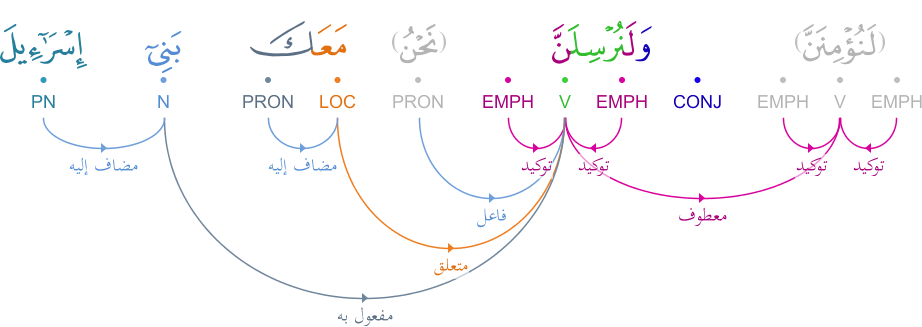 (لَنُؤْمِنَنَّ) وَلَنُرْسِلَنَّ (نَحْنُ) مَعَكَ بَنِىٓ إِسْرَٰٓءِيلَ
PN N PRON LOC PRON EMPH V EMPH CONJ EMPH V EMPH
مضاف إليه مضاف إليه توكيد توكيد توكيد توكيد
فاعل معطوف
متعلق
مفعول به